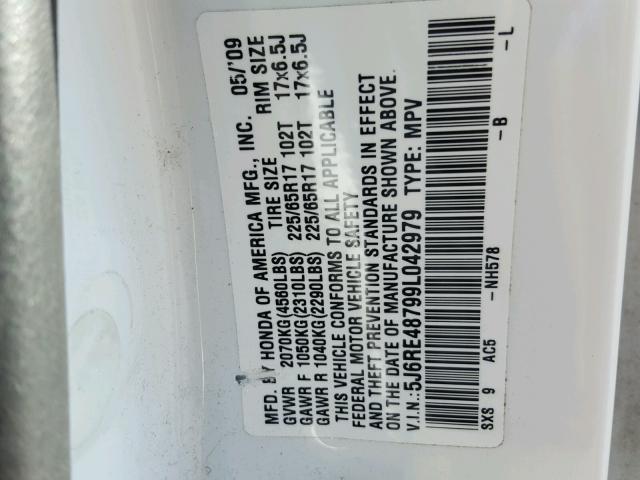 MFD. BY HONDA OF AMERICA MFG., INC. 05/'09
TIRE SIZE RIM SIZE
GVWR 2070KG(4560LBS)
GAWR F 1050KG(2310LBS) 225/65R17 102T 17x6.5J
GAWR R 1040KG(2290LBS) 225/65R17 102T 17x6.5J
THIS VEHICLE CONFORMS TO ALL APPLICABLE
FEDERAL MOTOR VEHICLE SAFETY
AND THEFT PREVENTION STANDARDS IN EFFECT
ON THE DATE OF MANUFACTURE SHOWN ABOVE.
V.I.N.: 5J6RE48799L042979 TYPE: MPV
SXS 9 AC5 -NH578 -B -L